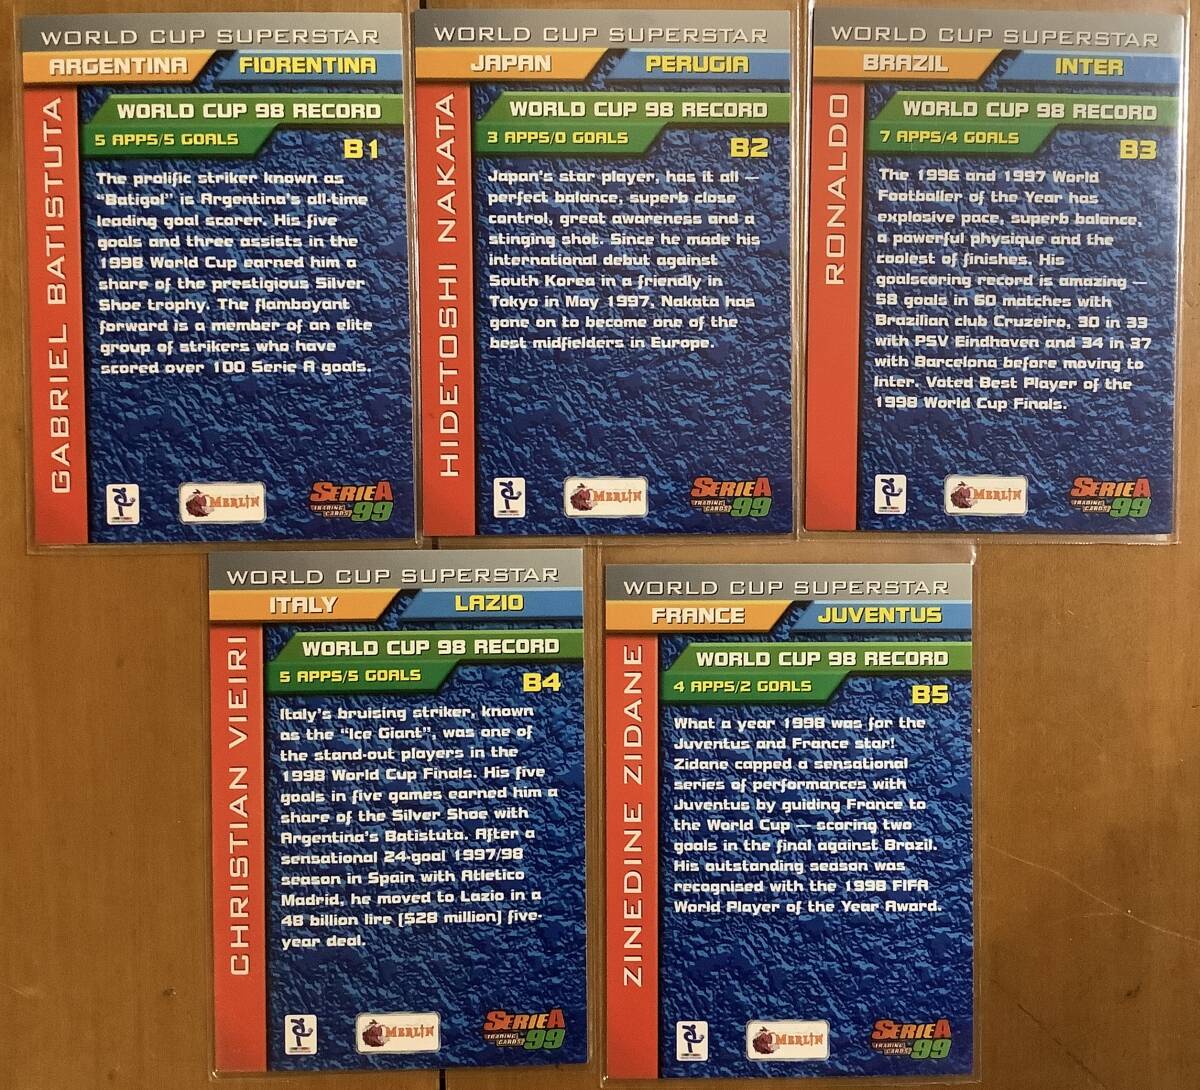 WORLD CUP SUPERSTAR
ARGENTINA FIORENTINA
GABRIEL BATISTUTA
WORLD CUP 98 RECORD
5 APPS/5 GOALS
B1
The prolific striker known as
"Batigol" is Argentina's all-time
leading goal scorer. His five
goals and three assists in the
1998 World Cup earned him a
share of the prestigious Silver
Shoe trophy. The flamboyant
forward is a member of an elite
group of strikers who have
scored over 100 Serie A goals.
MERLIN
SERIE A
TRADING CARDS 99
WORLD CUP SUPERSTAR
JAPAN PERUGIA
HIDETOSHI NAKATA
WORLD CUP 98 RECORD
3 APPS/0 GOALS
B2
Japan's star player, has it all —
perfect balance, superb close
control, great awareness and a
stinging shot. Since he made his
international debut against
South Korea in a friendly in
Tokyo in May 1997, Nakata has
gone on to become one of the
best midfielders in Europe.
MERLIN
SERIE A
TRADING CARDS 99
WORLD CUP SUPERSTAR
BRAZIL INTER
RONALDO
WORLD CUP 98 RECORD
7 APPS/4 GOALS
B3
The 1996 and 1997 World
Footballer of the Year has
explosive pace, superb balance,
a powerful physique and the
coolest of finishes. His
goalscoring record is amazing —
58 goals in 60 matches with
Brazilian club Cruzeiro, 30 in 33
with PSV Eindhoven and 34 in 37
with Barcelona before moving to
Inter. Voted Best Player of the
1998 World Cup Finals.
MERLIN
SERIE A
TRADING CARDS 99
WORLD CUP SUPERSTAR
ITALY LAZIO
CHRISTIAN VIEIRI
WORLD CUP 98 RECORD
5 APPS/5 GOALS
B4
Italy's bruising striker, known
as the "Ice Giant", was one of
the stand-out players in the
1998 World Cup Finals. His five
goals in five games earned him a
share of the Silver Shoe with
Argentina's Batistuta. After a
sensational 24-goal 1997/98
season in Spain with Atletico
Madrid, he moved to Lazio in a
48 billion lire ($28 million) five-
year deal.
MERLIN
SERIE A
TRADING CARDS 99
WORLD CUP SUPERSTAR
FRANCE JUVENTUS
ZINEDINE ZIDANE
WORLD CUP 98 RECORD
4 APPS/2 GOALS
B5
What a year 1998 was for the
Juventus and France star!
Zidane capped a sensational
series of performances with
Juventus by guiding France to
the World Cup — scoring two
goals in the final against Brazil.
His outstanding season was
recognised with the 1998 FIFA
World Player of the Year Award.
MERLIN
SERIE A
TRADING CARDS 99